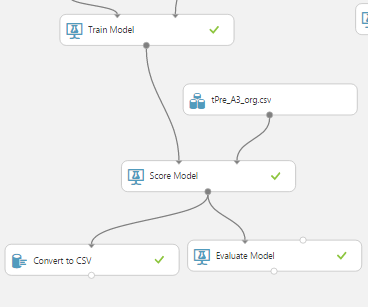 Train Model
tPre_A3_org.csv
Score Model
Convert to CSV
Evaluate Model